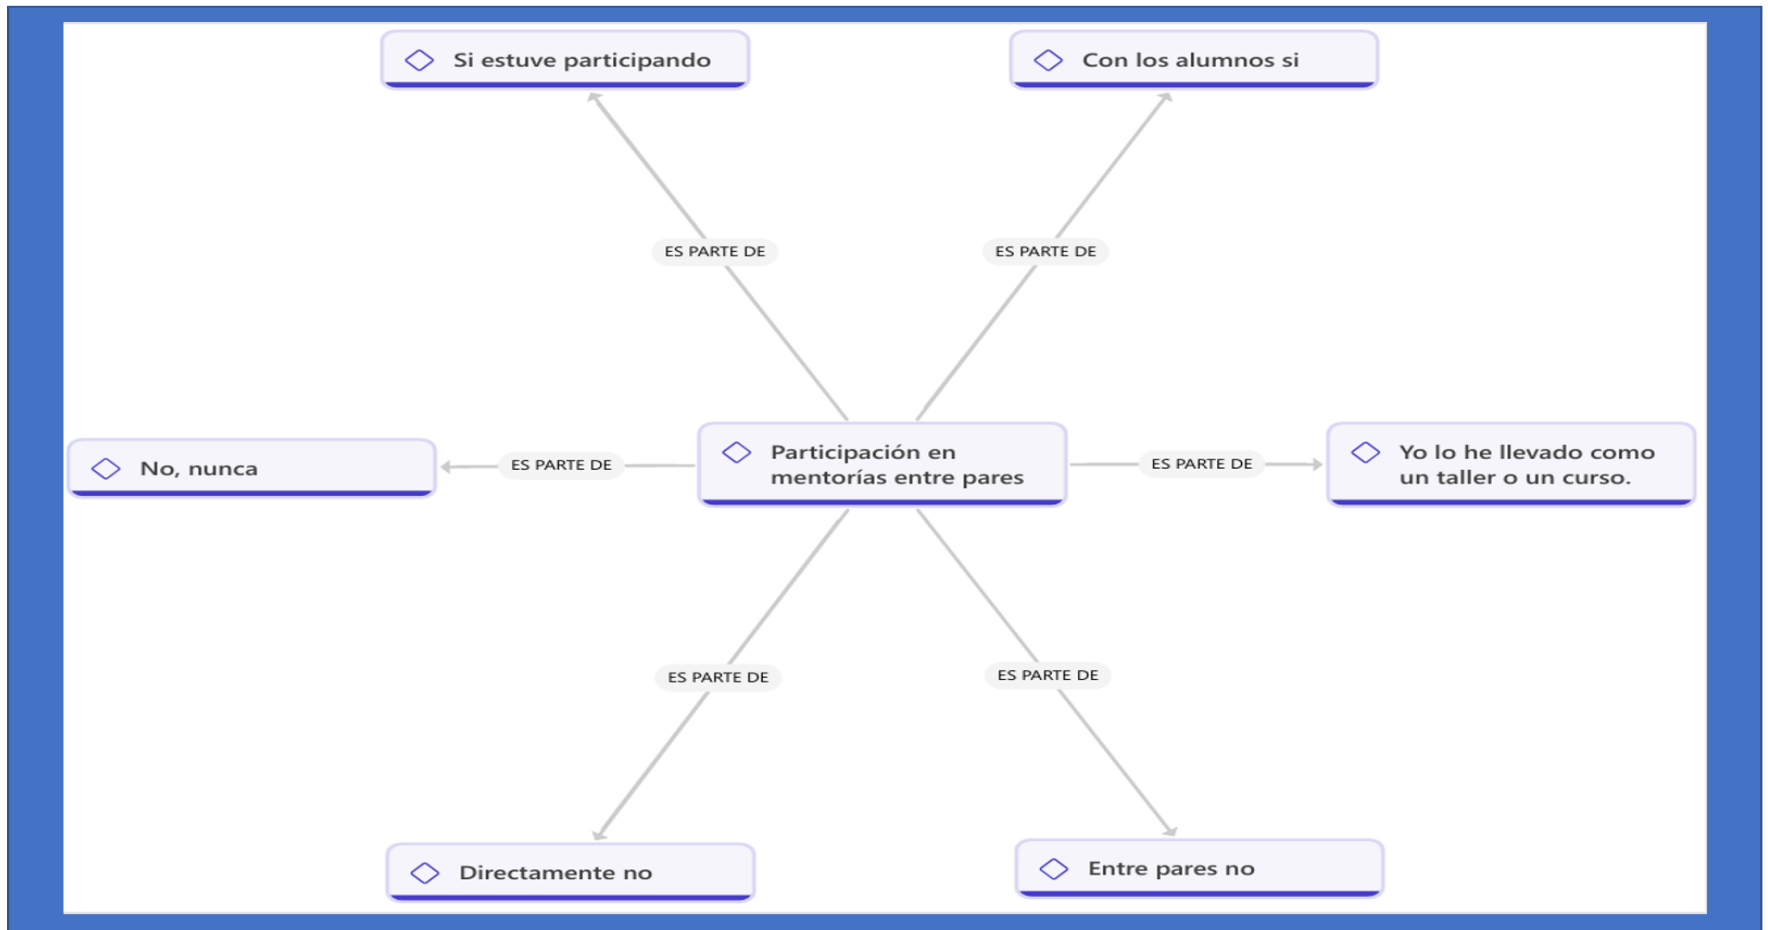 Si estuve participando
Con los alumnos si
ES PARTE DE
ES PARTE DE
No, nunca
ES PARTE DE
Participación en
mentorías entre pares
ES PARTE DE
Yo lo he llevado como
un taller o un curso.
ES PARTE DE
ES PARTE DE
Directamente no
Entre pares no